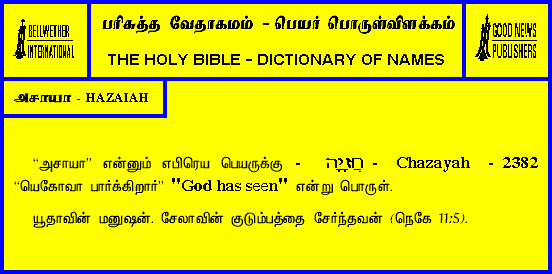 BELLWETHER
INTERNATIONAL
பரிசுத்த வேதாகமம் - பெயர் பொருள்விளக்கம்
THE HOLY BIBLE - DICTIONARY OF NAMES
GOOD NEWS
PUBLISHERS
அசாயா - HAZAIAH
“அசாயா” என்னும் எபிரெய பெயருக்கு - חֲזָיָה - Chazayah - 2382
“யெகோவா பார்க்கிறார்” "God has seen" என்று பொருள்.
யூதாவின் மனுஷன். சேலாவின் குடும்பத்தை சேர்ந்தவன் (நெகே 11:5).